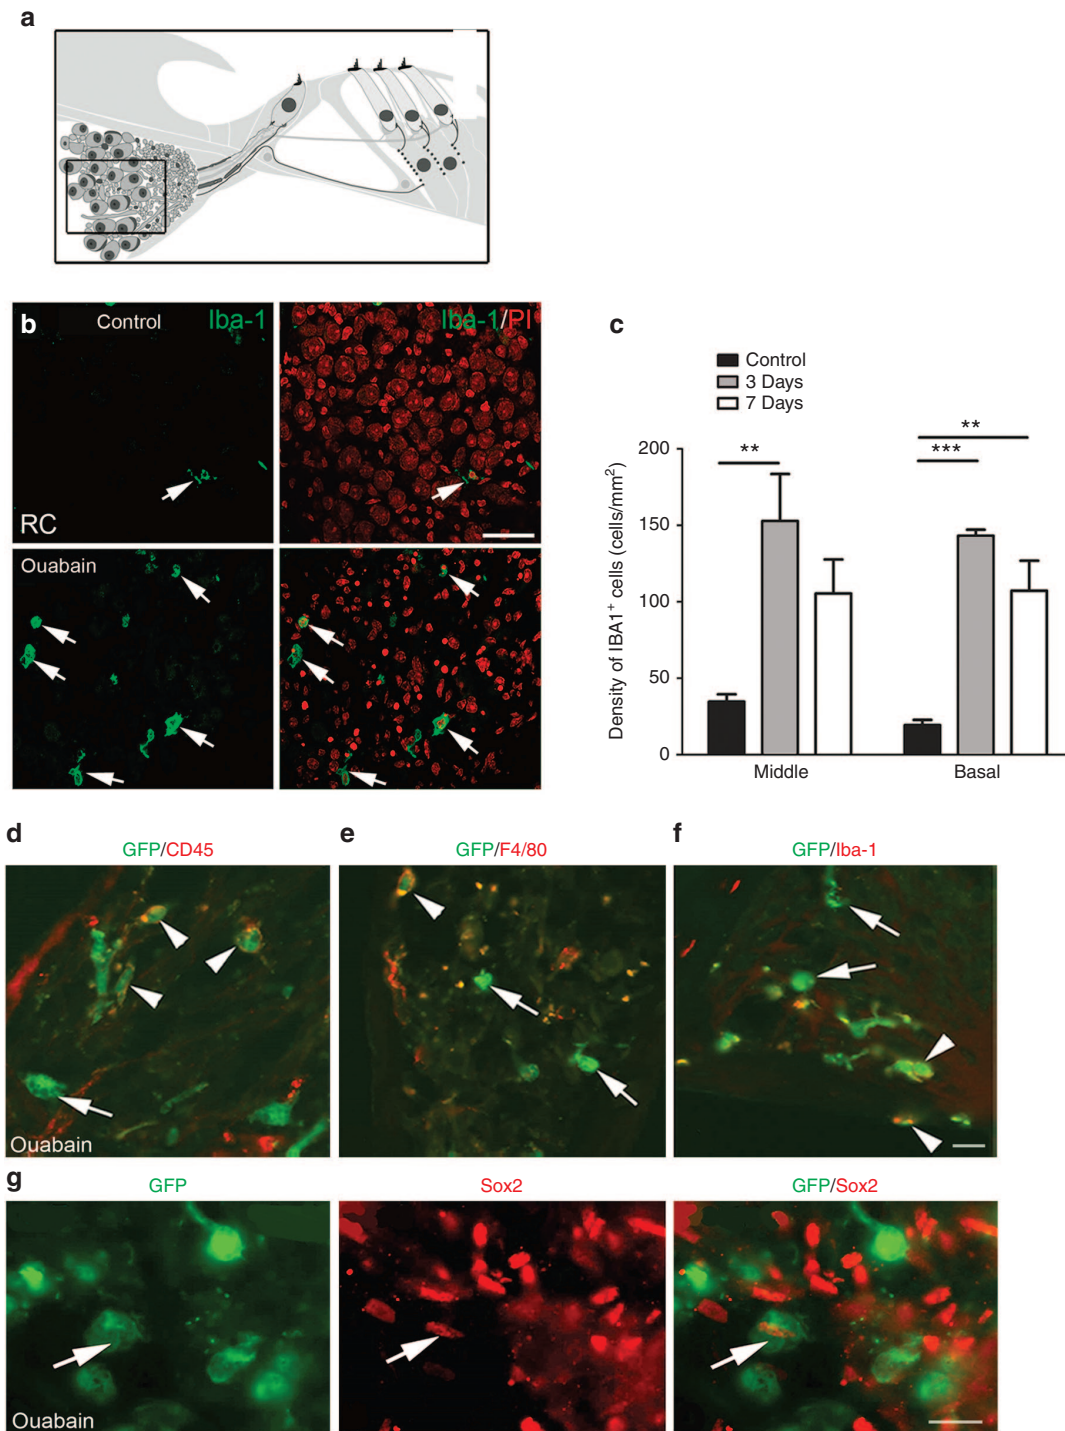 a
b
Control
Iba-1
Iba-1/PI
RC
Ouabain
c
Control
3 Days
7 Days
Density of IBA1⁺ cells (cells/mm²)
200
150
100
50
0
**
***
**
Middle
Basal
d
GFP/CD45
Ouabain
e
GFP/F4/80
f
GFP/Iba-1
g
GFP
Sox2
GFP/Sox2
Ouabain